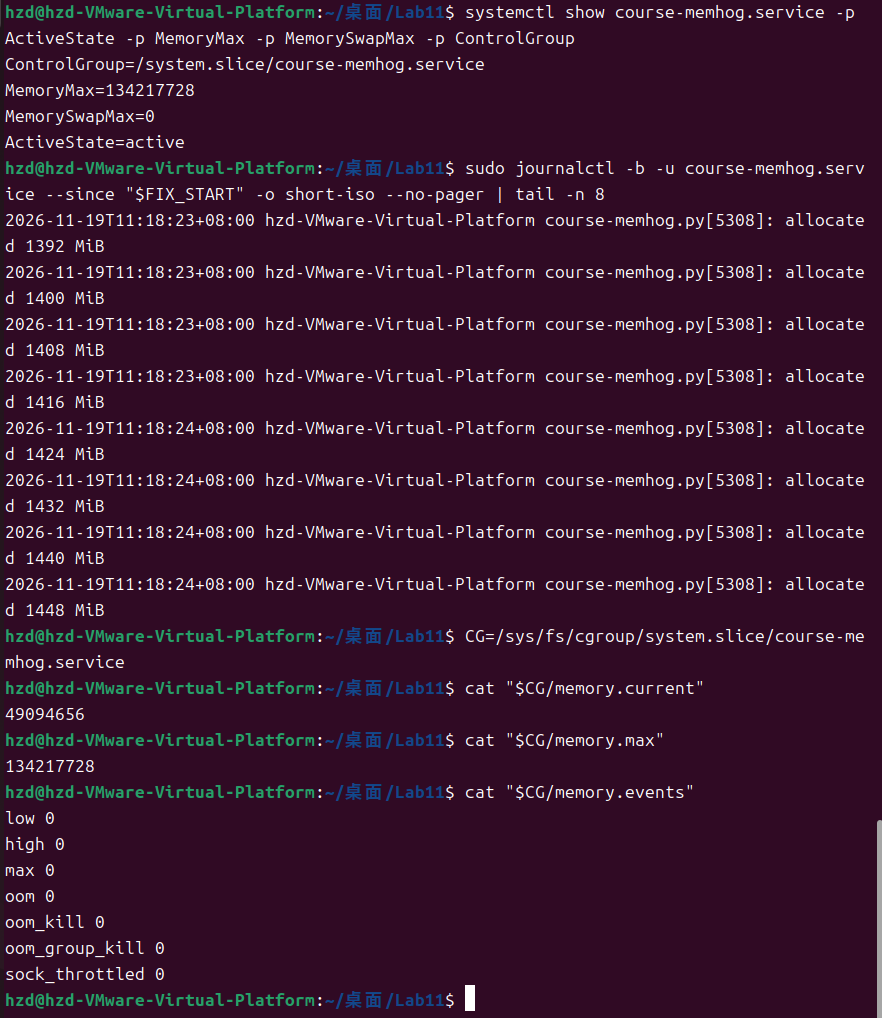 hzd@hzd-VMware-Virtual-Platform:~/桌面/Lab11$ systemctl show course-memhog.service -p
ActiveState -p MemoryMax -p MemorySwapMax -p ControlGroup
ControlGroup=/system.slice/course-memhog.service
MemoryMax=134217728
MemorySwapMax=0
ActiveState=active
hzd@hzd-VMware-Virtual-Platform:~/桌面/Lab11$ sudo journalctl -b -u course-memhog.serv
ice --since "$FIX_START" -o short-iso --no-pager | tail -n 8
2026-11-19T11:18:23+08:00 hzd-VMware-Virtual-Platform course-memhog.py[5308]: allocate
d 1392 MiB
2026-11-19T11:18:23+08:00 hzd-VMware-Virtual-Platform course-memhog.py[5308]: allocate
d 1400 MiB
2026-11-19T11:18:23+08:00 hzd-VMware-Virtual-Platform course-memhog.py[5308]: allocate
d 1408 MiB
2026-11-19T11:18:23+08:00 hzd-VMware-Virtual-Platform course-memhog.py[5308]: allocate
d 1416 MiB
2026-11-19T11:18:24+08:00 hzd-VMware-Virtual-Platform course-memhog.py[5308]: allocate
d 1424 MiB
2026-11-19T11:18:24+08:00 hzd-VMware-Virtual-Platform course-memhog.py[5308]: allocate
d 1432 MiB
2026-11-19T11:18:24+08:00 hzd-VMware-Virtual-Platform course-memhog.py[5308]: allocate
d 1440 MiB
2026-11-19T11:18:24+08:00 hzd-VMware-Virtual-Platform course-memhog.py[5308]: allocate
d 1448 MiB
hzd@hzd-VMware-Virtual-Platform:~/桌面/Lab11$ CG=/sys/fs/cgroup/system.slice/course-me
mhog.service
hzd@hzd-VMware-Virtual-Platform:~/桌面/Lab11$ cat "$CG/memory.current"
49094656
hzd@hzd-VMware-Virtual-Platform:~/桌面/Lab11$ cat "$CG/memory.max"
134217728
hzd@hzd-VMware-Virtual-Platform:~/桌面/Lab11$ cat "$CG/memory.events"
low 0
high 0
max 0
oom 0
oom_kill 0
oom_group_kill 0
sock_throttled 0
hzd@hzd-VMware-Virtual-Platform:~/桌面/Lab11$